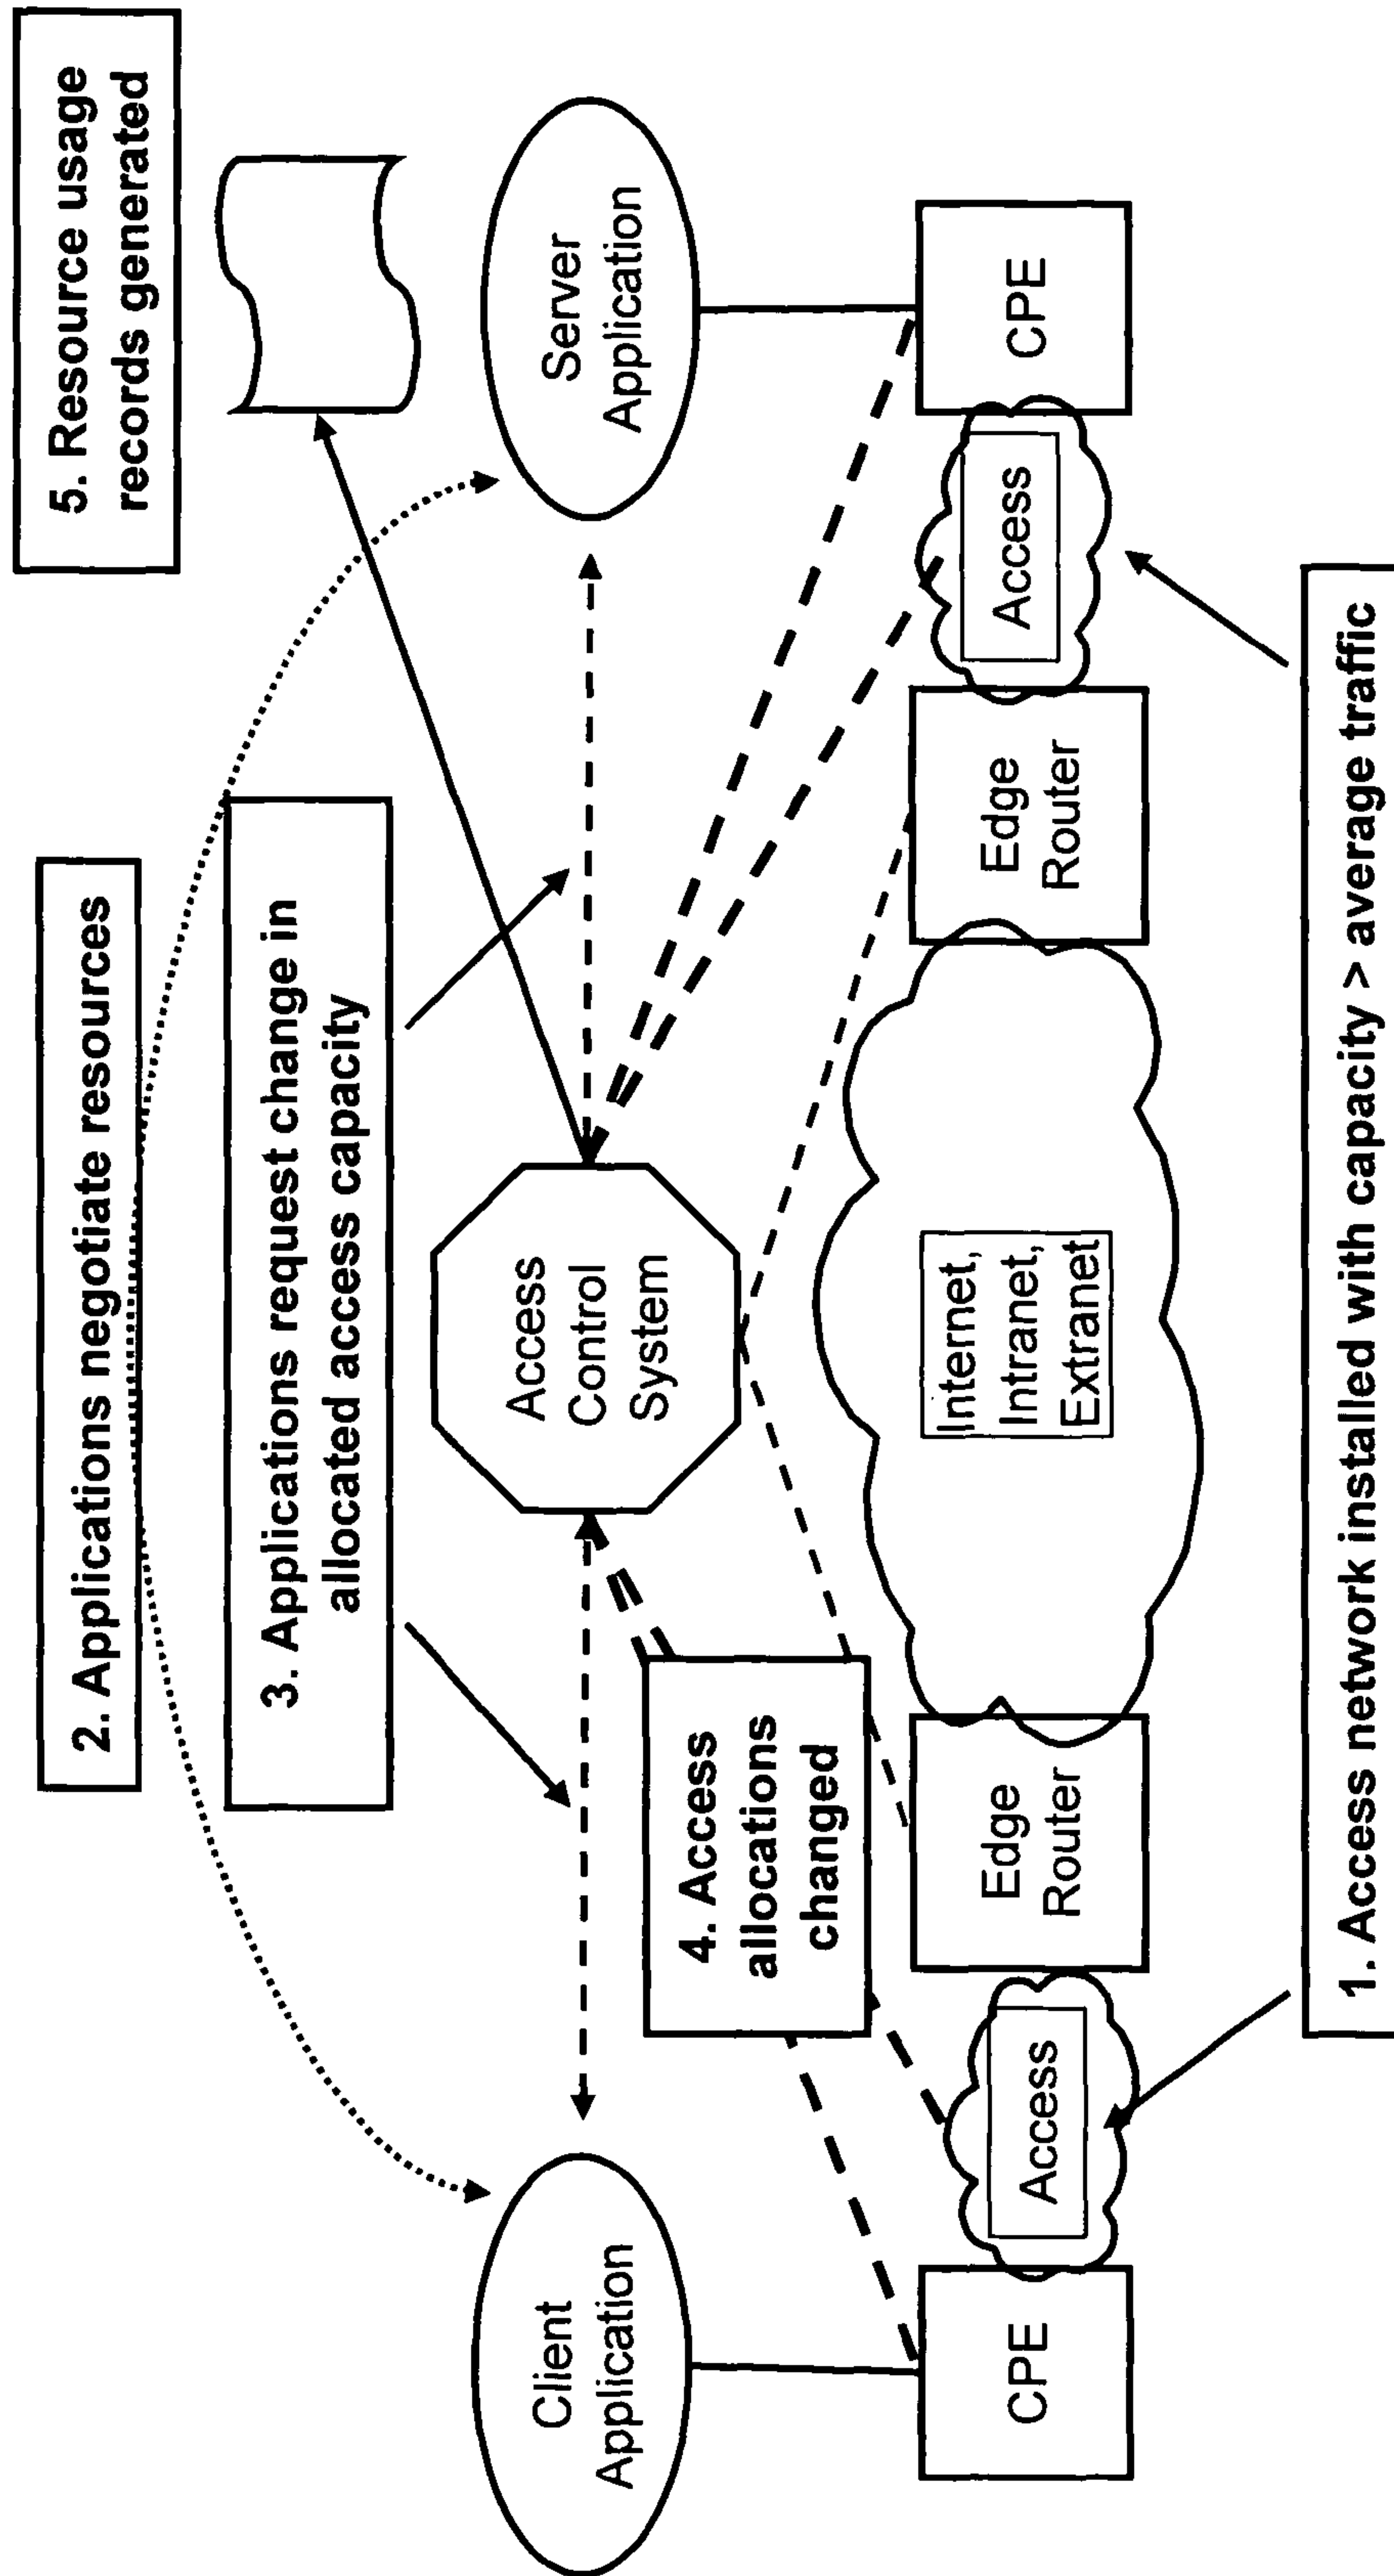 5. Resource usage
records generated
2. Applications negotiate resources
3. Applications request change in
allocated access capacity
Client
Application
Access
Control
System
Server
Application
4. Access
allocations
changed
CPE
Access
Edge
Router
Internet,
Intranet,
Extranet
Edge
Router
Access
CPE
1. Access network installed with capacity > average traffic